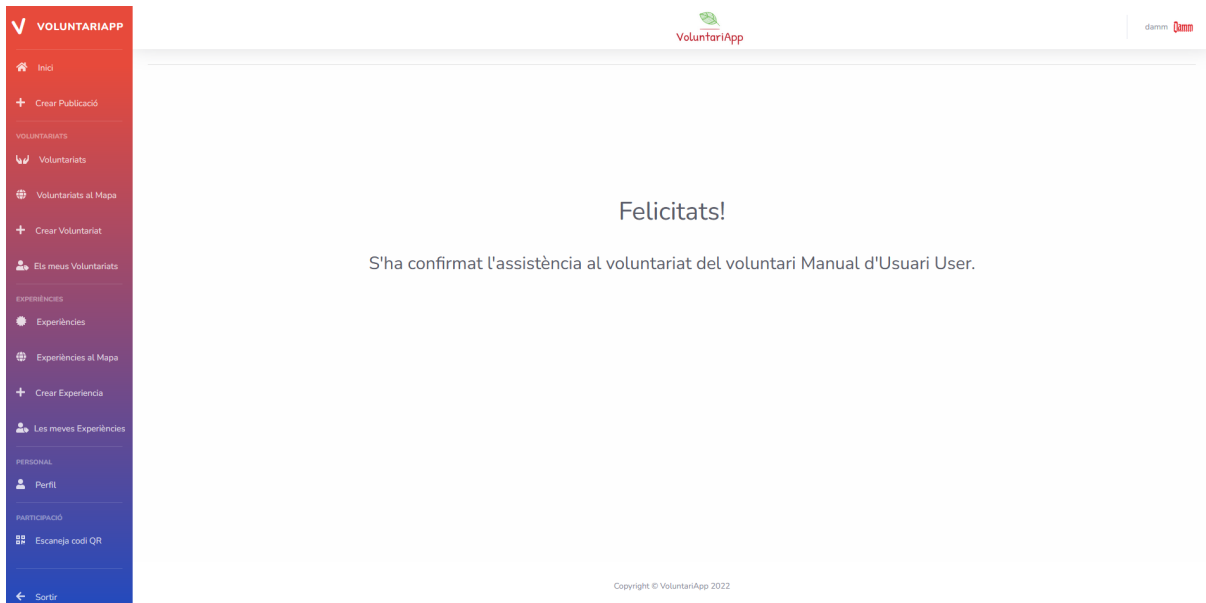 VOLUNTARIAPP
Inici
Crear Publicació
VOLUNTARIATS
Voluntariats
Voluntariats al Mapa
Crear Voluntariat
Els meus Voluntariats
EXPERIÈNCIES
Experiències
Experiències al Mapa
Crear Experiencia
Les meves Experiències
PERSONAL
Perfil
PARTICIPACIÓ
Escaneja codi QR
Sortir
VoluntariApp
damm Damm
Felicitats!
S'ha confirmat l'assistència al voluntariat del voluntari Manual d'Usuari User.
Copyright © VoluntariApp 2022